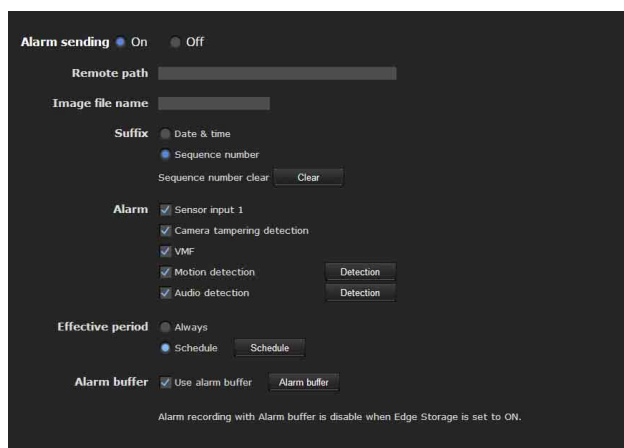 Alarm sending On Off
Remote path
Image file name
Suffix Date & time
Sequence number
Sequence number clear Clear
Alarm Sensor input 1
Camera tampering detection
VMF
Motion detection Detection
Audio detection Detection
Effective period Always
Schedule Schedule
Alarm buffer Use alarm buffer Alarm buffer
Alarm recording with Alarm buffer is disable when Edge Storage is set to ON.